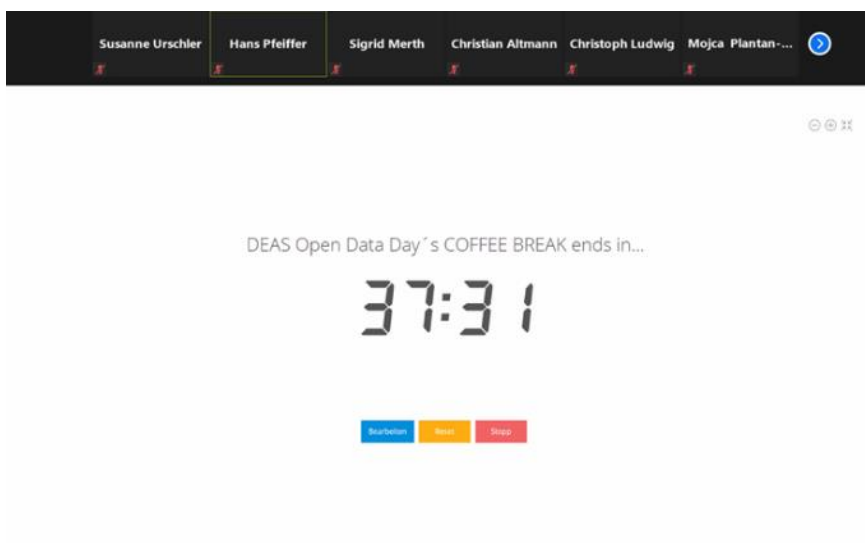 Susanne Urschler Hans Pfeiffer Sigrid Merth Christian Altmann Christoph Ludwig Mojca Plantan-...
DEAS Open Data Day´s COFFEE BREAK ends in...
37:31
Bearbeiten Reset Stopp